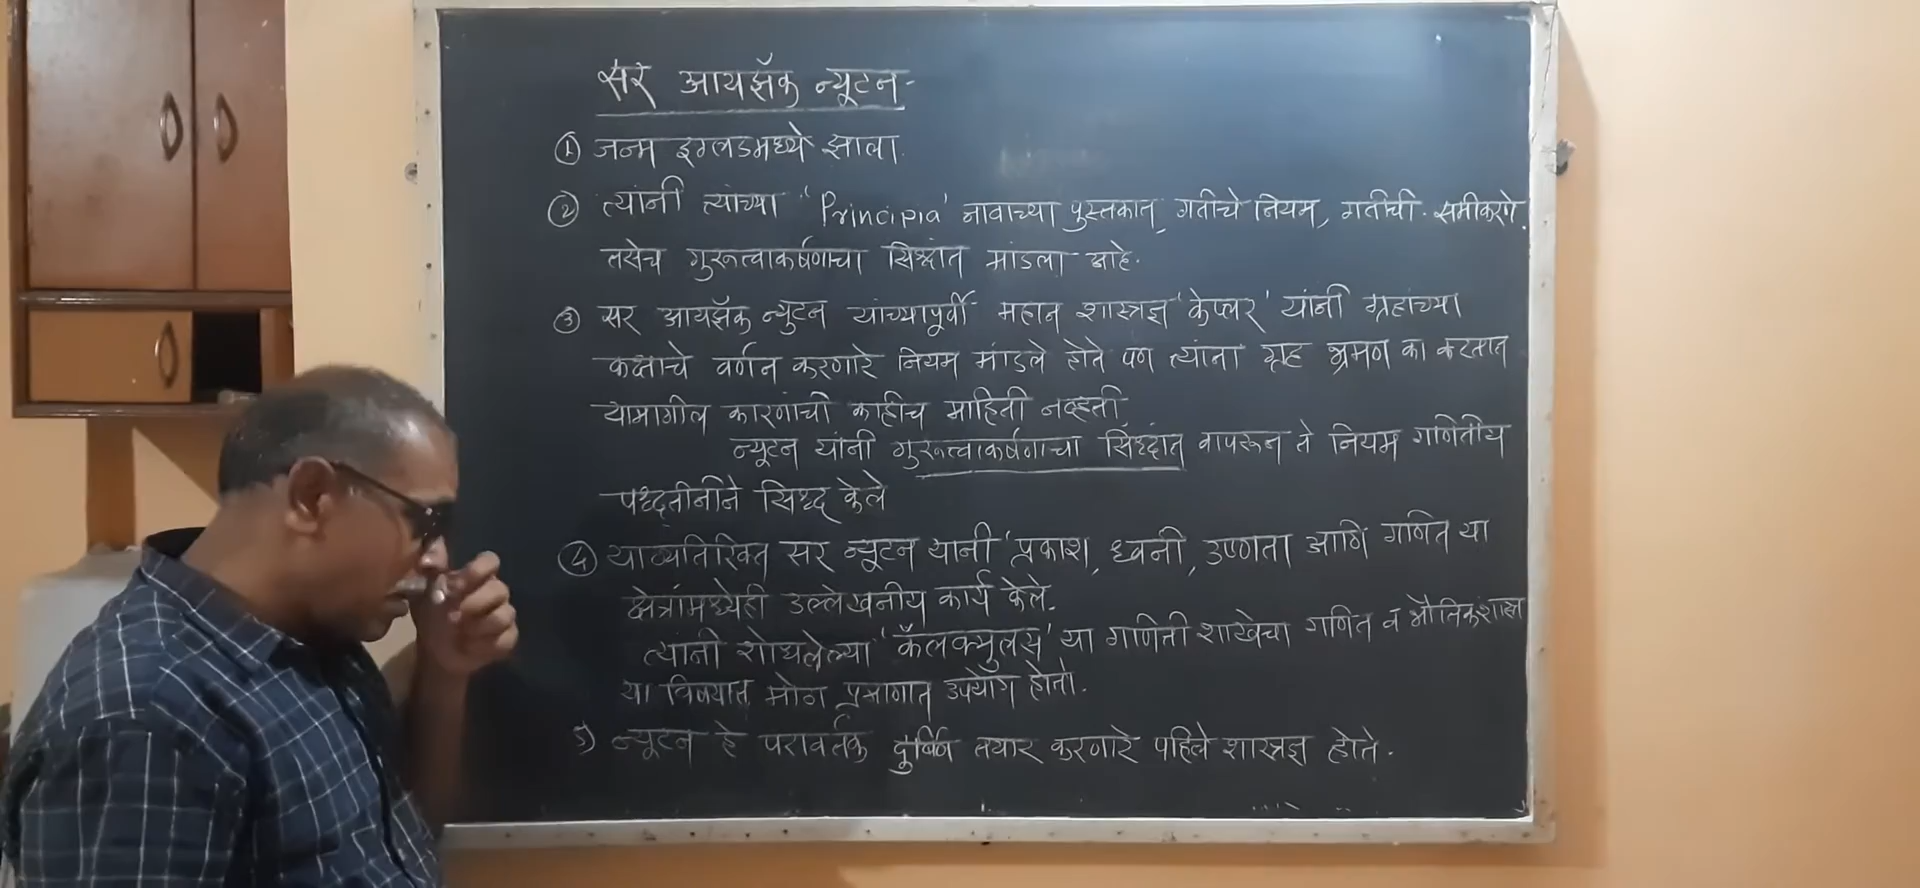 सर आयझॅक न्यूटन-
① जन्म इग्लडमध्ये झाला.
② त्यांनी त्यांच्या 'Principia' नावाच्या पुस्तकात, गतीचे नियम, गतीची समीकरणे.
तसेच गुरुत्वाकर्षणाचा सिध्दांत मांडला आहे.
③ सर आयझॅक न्युटन यांच्यापूर्वी महान शास्त्रज्ञ 'केप्लर' यांनी ग्रहांच्या
कक्षाचे वर्णन करणारे नियम मांडले होते पण त्यांना ग्रह भ्रमण का करतात
यामागील कारणांची काहीच माहिती नव्हती
न्यूटन यांनी गुरुत्वाकर्षणाचा सिध्दांत वापरून ते नियम गणितीय
पध्दतीनीने सिध्द केले
④ याव्यतिरिक्त सर न्यूटन यांनी 'प्रकाश, ध्वनी, उष्णता आणि गणित या
क्षेत्रांमध्येही उल्लेखनीय कार्य केले.
त्यांनी शोधलेल्या 'कॅलक्युलस' या गणिती शाखेचा गणित व भौतिकशास्त्र
या विषयात मोठा प्रमाणात उपयोग होतो.
5) न्यूटन हे परावर्तक दुर्बिण तयार करणारे पहिले शास्त्रज्ञ होते.